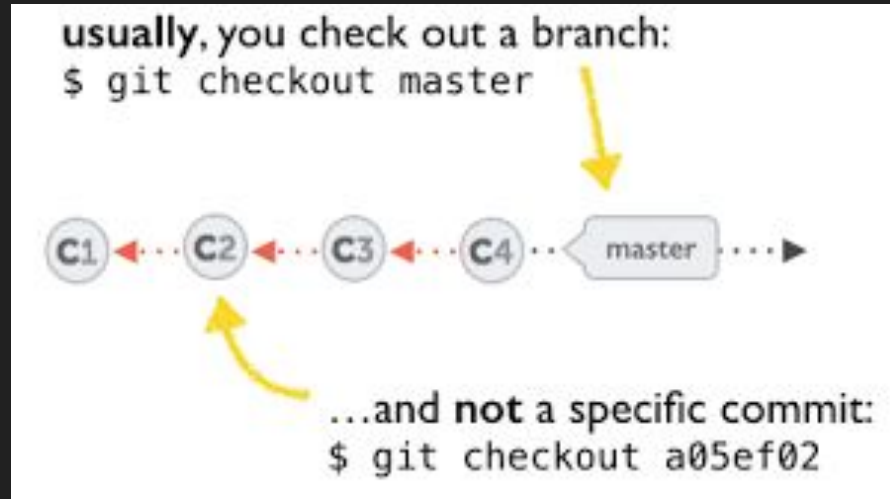 usually, you check out a branch:
$ git checkout master
C1 C2 C3 C4 master
...and not a specific commit:
$ git checkout a05ef02